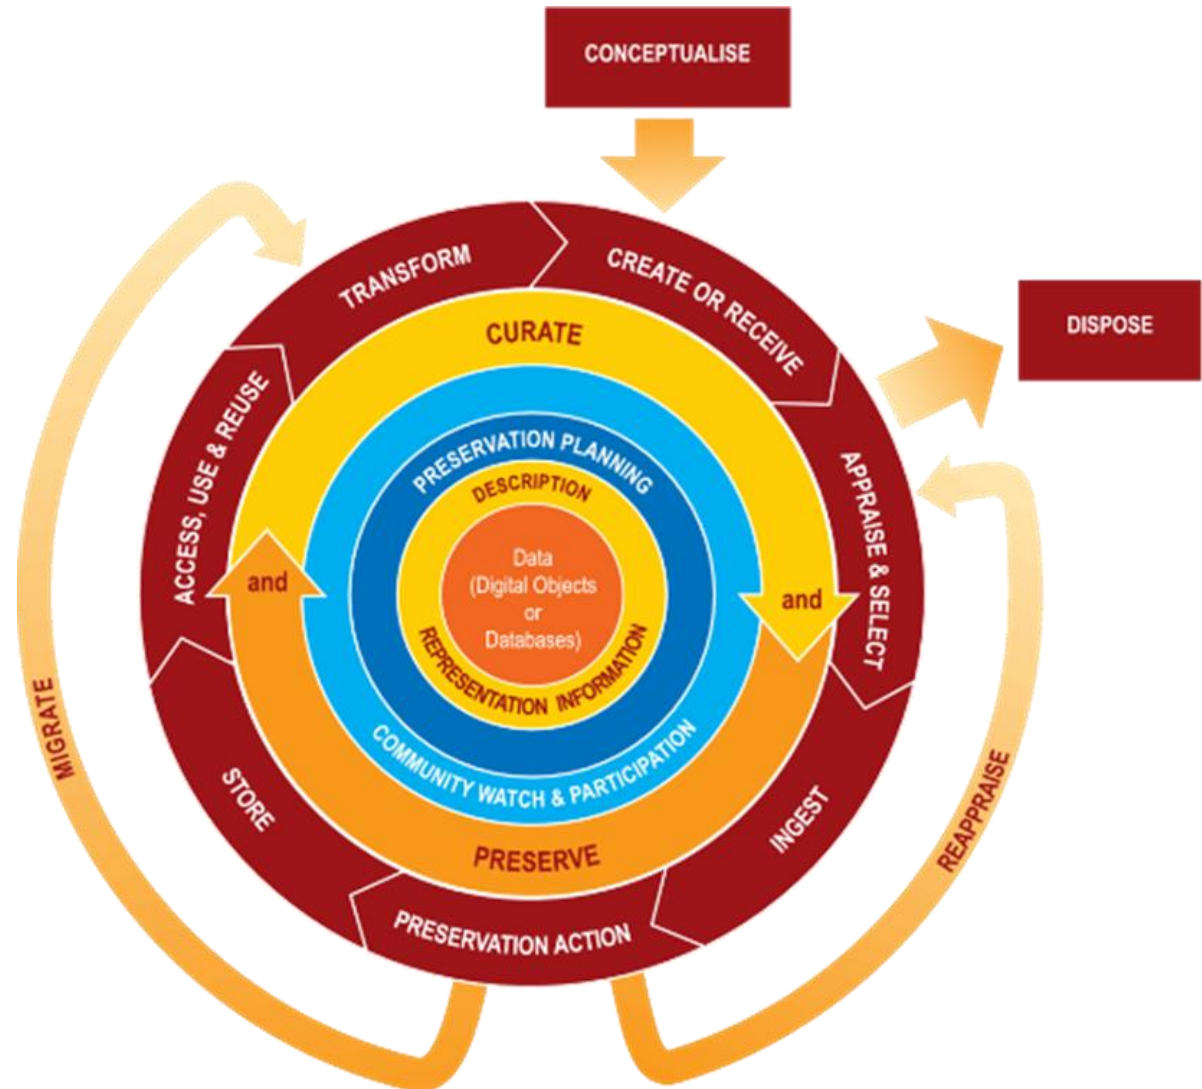 CONCEPTUALISE
TRANSFORM
CREATE OR RECEIVE
DISPOSE
CURATE
ACCESS, USE & REUSE
PRESERVATION PLANNING
APPRAISE & SELECT
DESCRIPTION
Data
(Digital Objects
or
Databases)
and
and
REPRESENTATION INFORMATION
COMMUNITY WATCH & PARTICIPATION
MIGRATE
STORE
INGEST
REAPPRAISE
PRESERVE
PRESERVATION ACTION